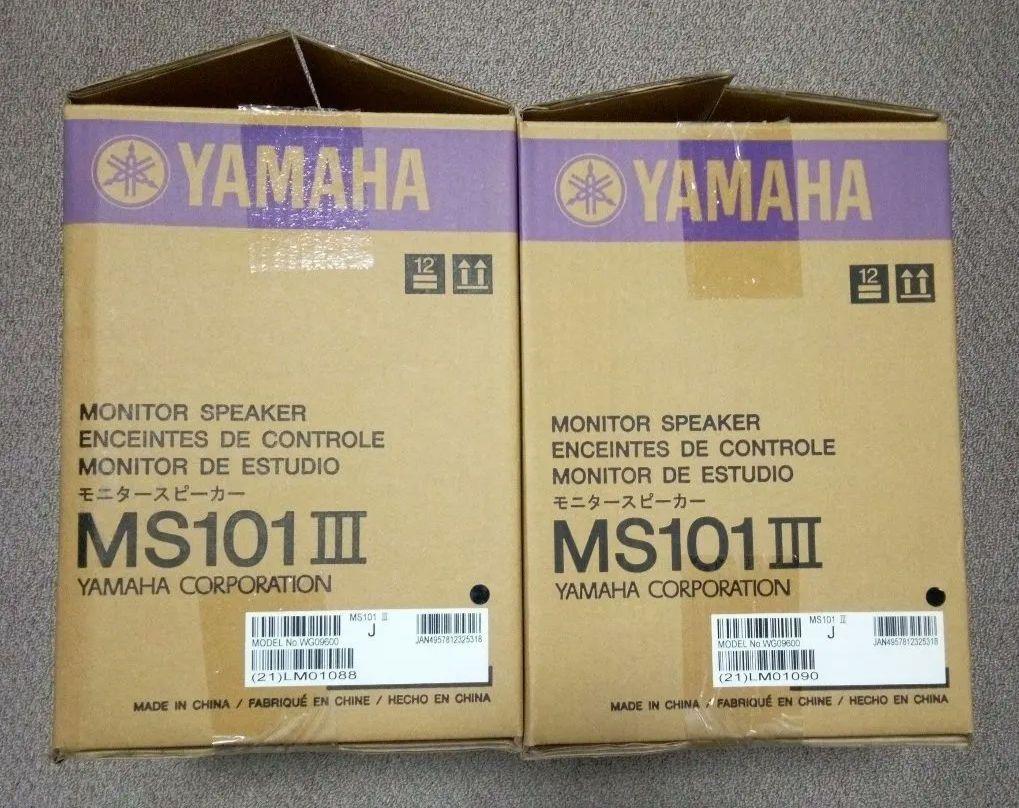 YAMAHA
12
MONITOR SPEAKER
ENCEINTES DE CONTROLE
MONITOR DE ESTUDIO
モニタースピーカー
MS101 III
YAMAHA CORPORATION
MS101 III
J
MODEL No.WG09600
JAN4957812325318
(21)LM01088
MADE IN CHINA / FABRIQUÉ EN CHINE / HECHO EN CHINA
YAMAHA
12
MONITOR SPEAKER
ENCEINTES DE CONTROLE
MONITOR DE ESTUDIO
モニタースピーカー
MS101 III
YAMAHA CORPORATION
MS101 III
J
MODEL No.WG09600
JAN4957812325318
(21)LM01090
MADE IN CHINA / FABRIQUÉ EN CHINE / HECHO EN CHINA